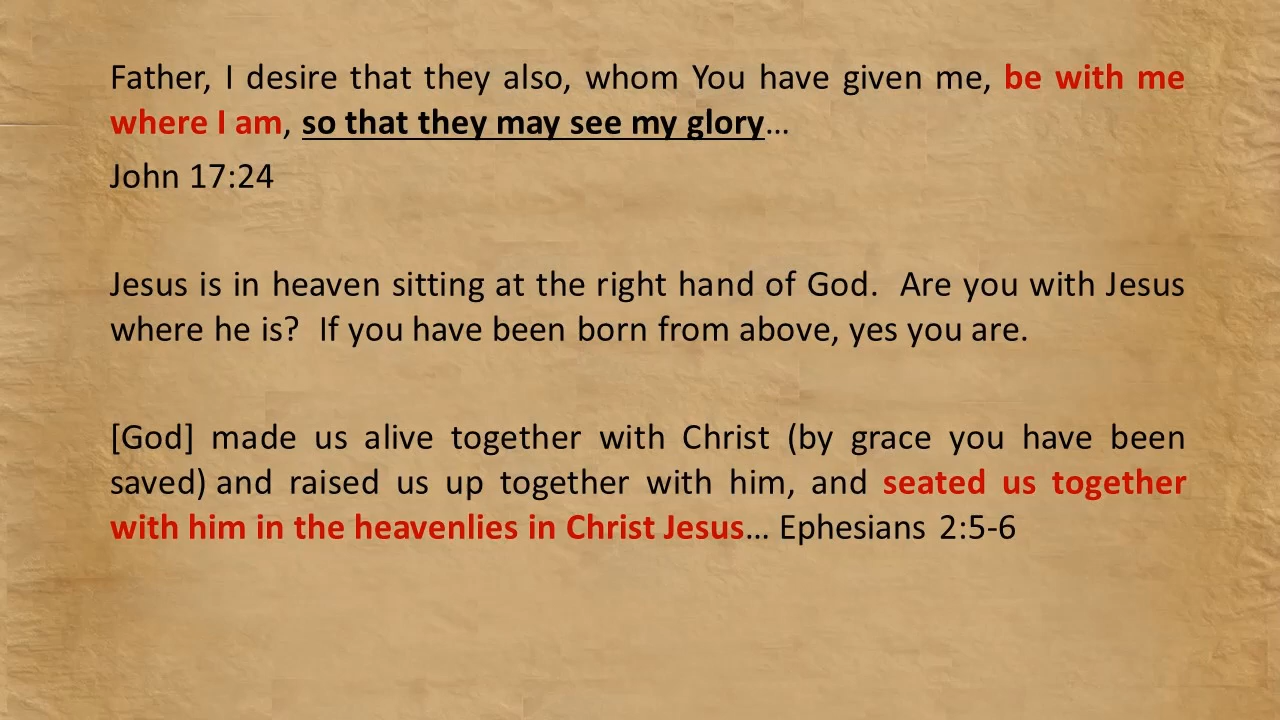 Father, I desire that they also, whom You have given me, be with me
where I am, so that they may see my glory…
John 17:24
Jesus is in heaven sitting at the right hand of God.  Are you with Jesus
where he is?  If you have been born from above, yes you are.
[God] made us alive together with Christ (by grace you have been
saved) and raised us up together with him, and seated us together
with him in the heavenlies in Christ Jesus… Ephesians 2:5-6